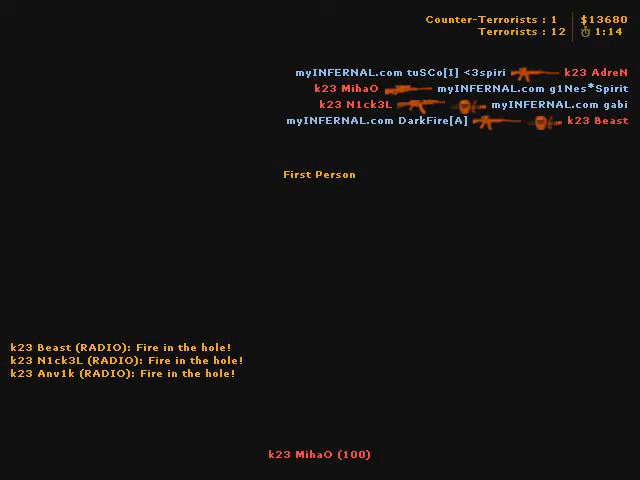 Counter-Terrorists : 1 $13680
Terrorists : 12 1:14
myINFERNAL.com tuSCo[I] <3spiri k23 AdreN
k23 MihaO myINFERNAL.com g1Nes*Spirit
k23 N1ck3L myINFERNAL.com gabi
myINFERNAL.com DarkFire[A] k23 Beast
First Person
k23 Beast (RADIO): Fire in the hole!
k23 N1ck3L (RADIO): Fire in the hole!
k23 Anv1k (RADIO): Fire in the hole!
k23 MihaO (100)